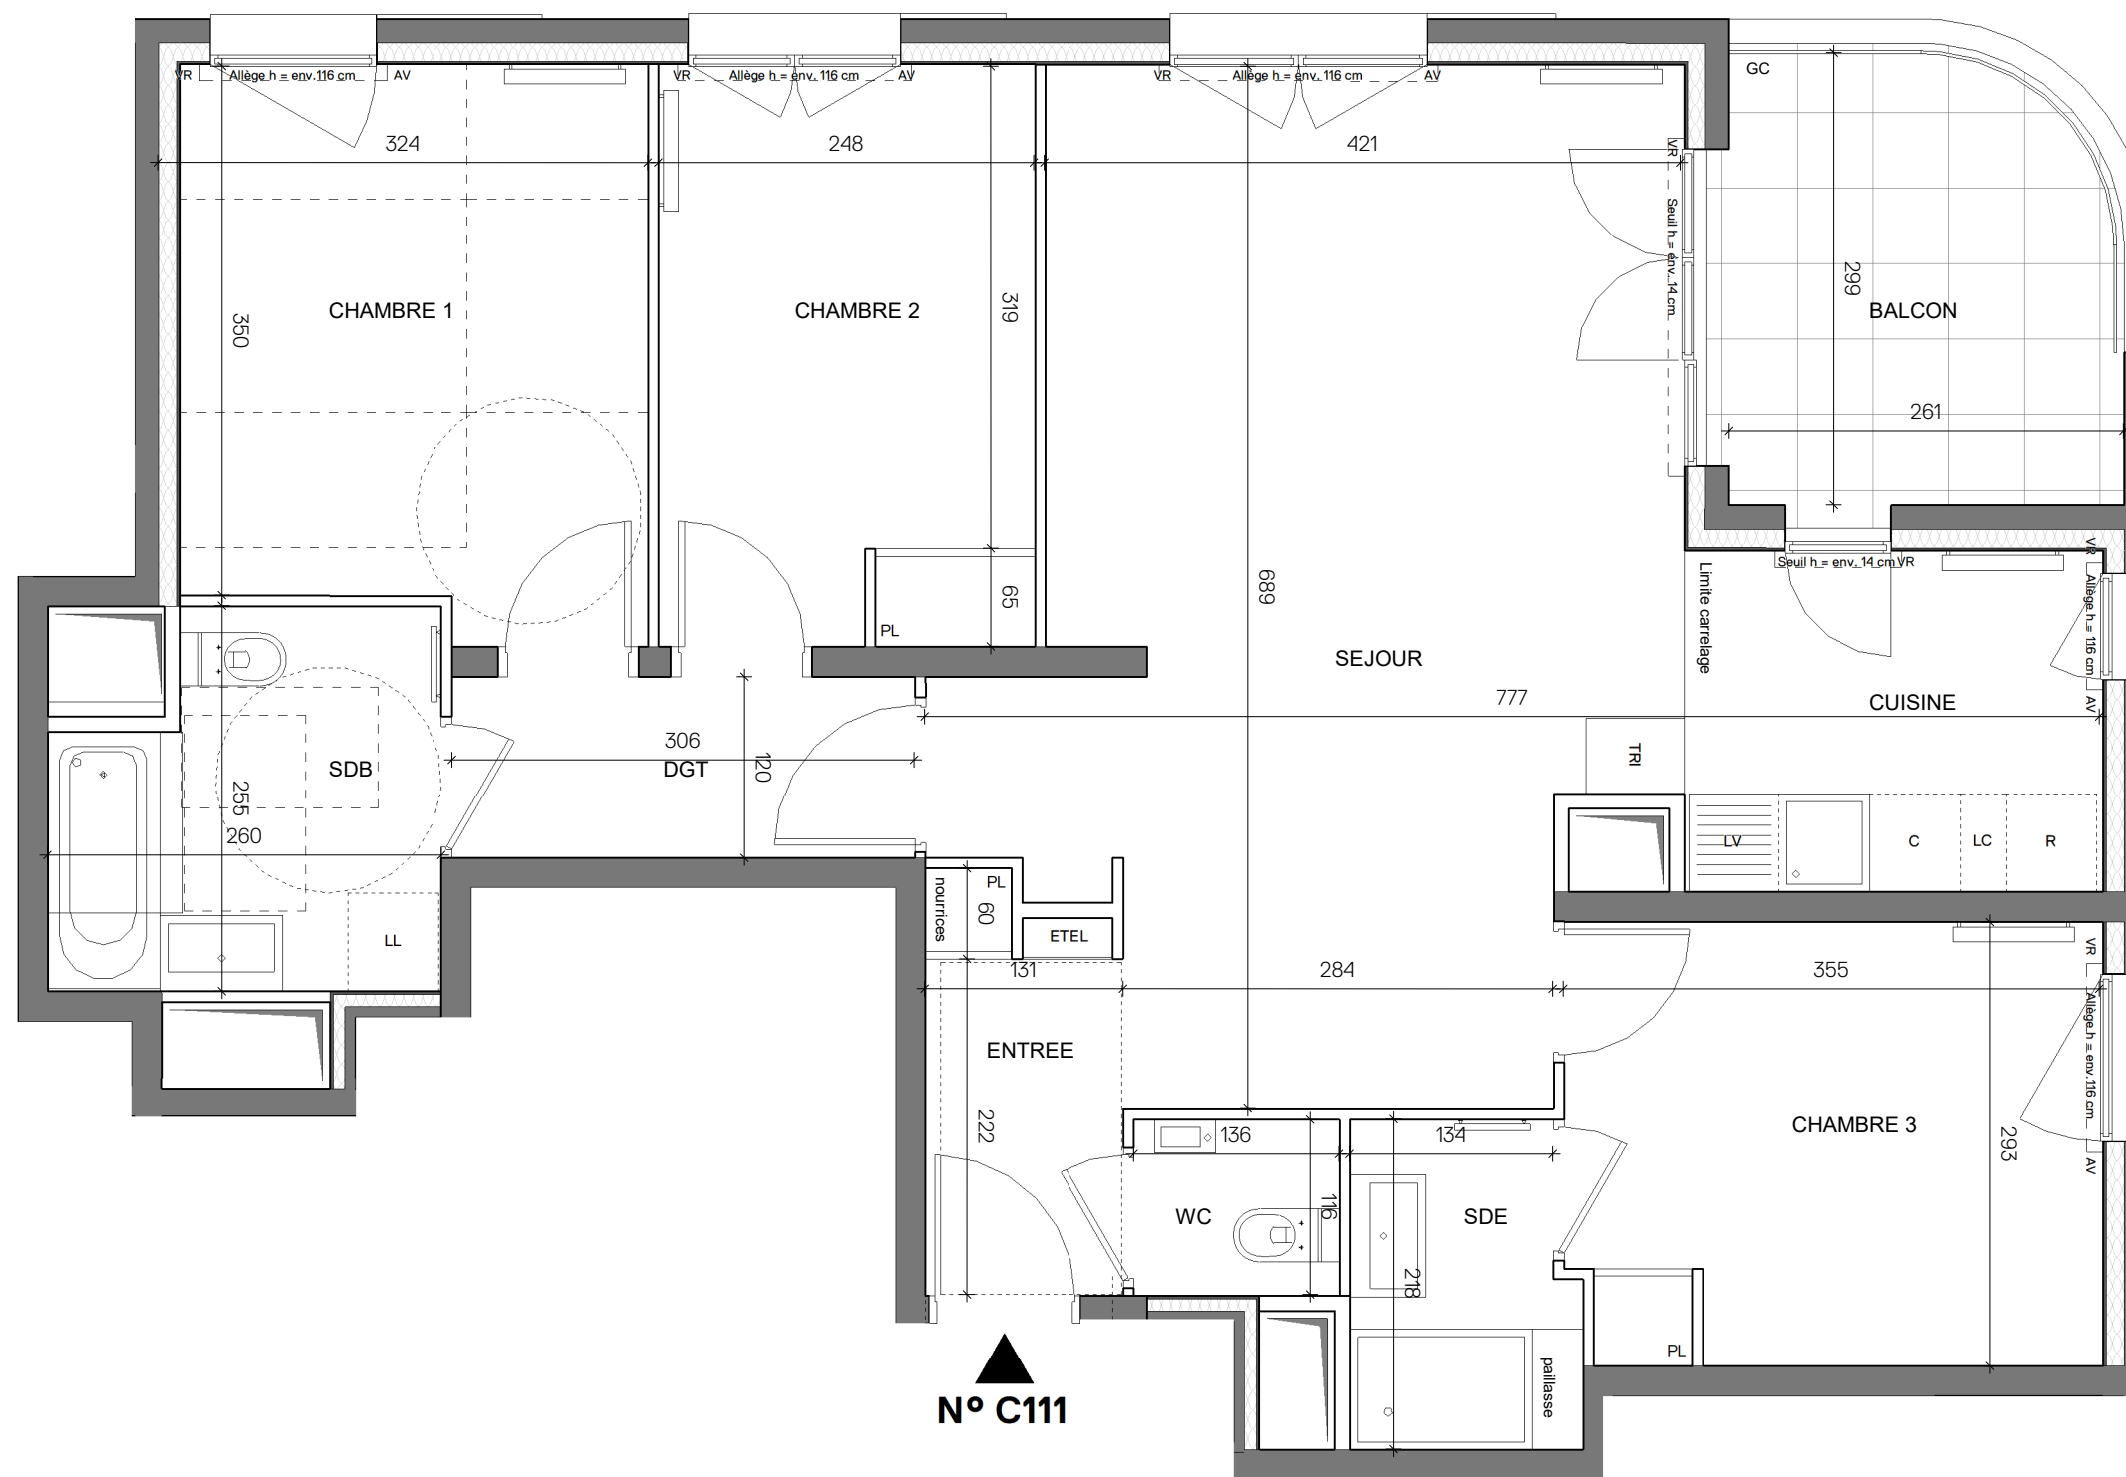 VR
Allège h = env.116 cm
AV
VR
Allège h = env. 116 cm
AV
VR
Allège h = env. 116 cm
AV
GC
324
248
421
VR
Seuil h = env. 14 cm
299
350
CHAMBRE 1
CHAMBRE 2
319
BALCON
261
VR
Seuil h = env. 14 cm
VR
Limite carrelage
Allège h = 116 cm
AV
65
PL
689
SEJOUR
777
CUISINE
306
120
TRI
SDB
DGT
255
260
LV
C
LC
R
nourrices
PL
60
ETEL
LL
131
284
355
VR
Allège h = env.116 cm
AV
ENTREE
222
136
134
CHAMBRE 3
293
WC
116
SDE
218
PL
paillasse
N° C111